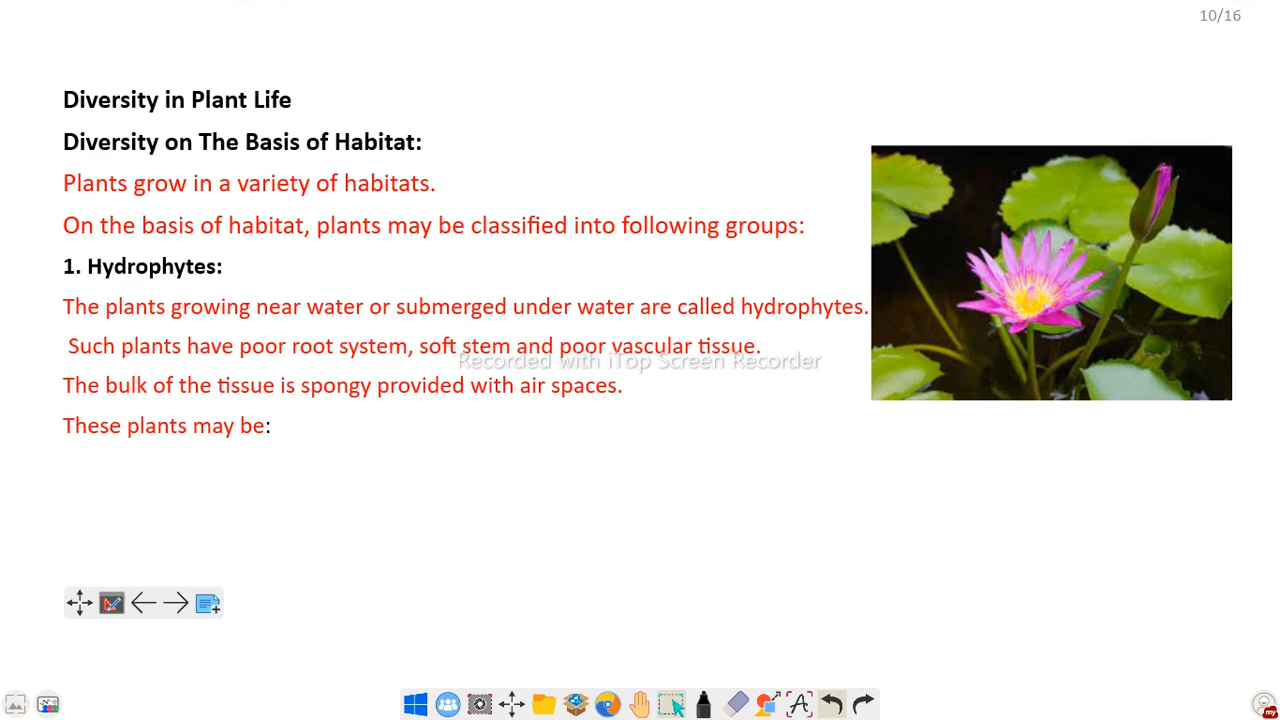 10/16
Diversity in Plant Life
Diversity on The Basis of Habitat:
Plants grow in a variety of habitats.
On the basis of habitat, plants may be classified into following groups:
1. Hydrophytes:
The plants growing near water or submerged under water are called hydrophytes.
Such plants have poor root system, soft stem and poor vascular tissue.
Recorded with iTop Screen Recorder
The bulk of the tissue is spongy provided with air spaces.
These plants may be:
my